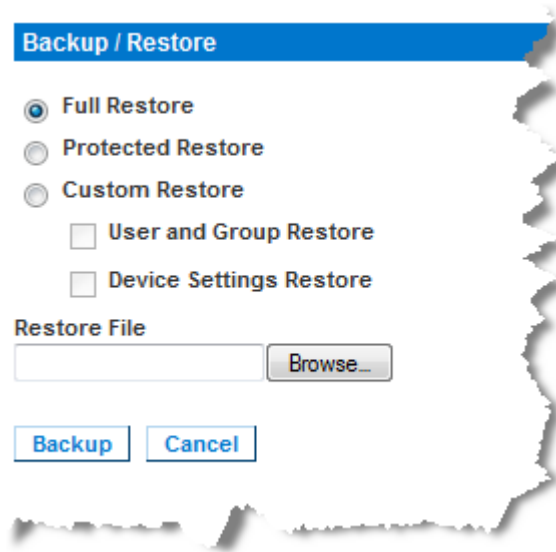 Backup / Restore
Full Restore
Protected Restore
Custom Restore
User and Group Restore
Device Settings Restore
Restore File
Browse...
Backup Cancel